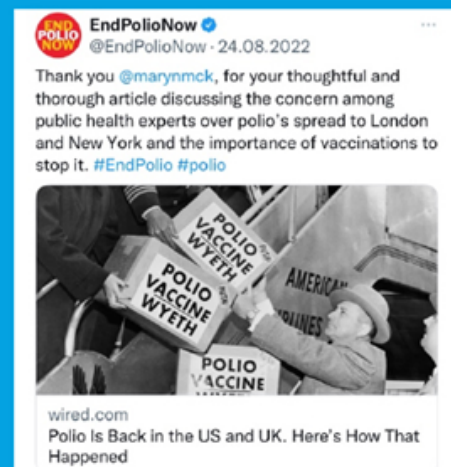 END
POLIO
NOW
EndPolioNow
@EndPolioNow · 24.08.2022
Thank you @marynmck, for your thoughtful and
thorough article discussing the concern among
public health experts over polio's spread to London
and New York and the importance of vaccinations to
stop it. #EndPolio #polio
POLIO
VACCINE
WYETH
RUSH
POLIO
VACCINE
WYETH
RUSH
AMERICAN
POLIO
VACCINE
wired.com
Polio Is Back in the US and UK. Here's How That
Happened